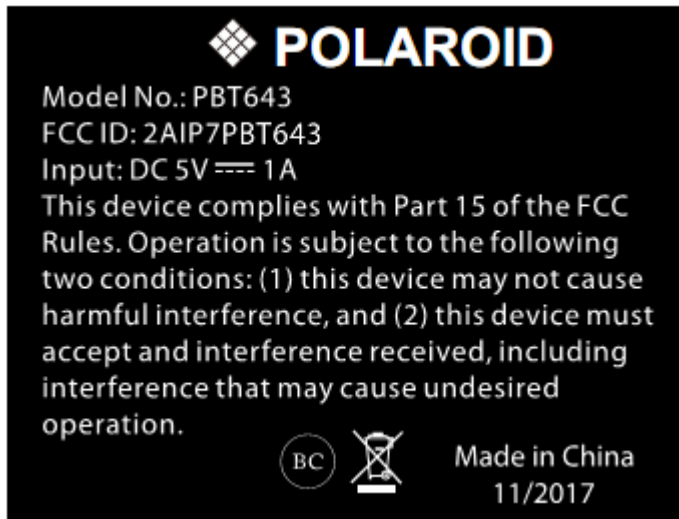 POLAROID
Model No.: PBT643
FCC ID: 2AIP7PBT643
Input: DC 5V ⎓ 1A
This device complies with Part 15 of the FCC
Rules. Operation is subject to the following
two conditions: (1) this device may not cause
harmful interference, and (2) this device must
accept and interference received, including
interference that may cause undesired
operation.
BC
Made in China
11/2017